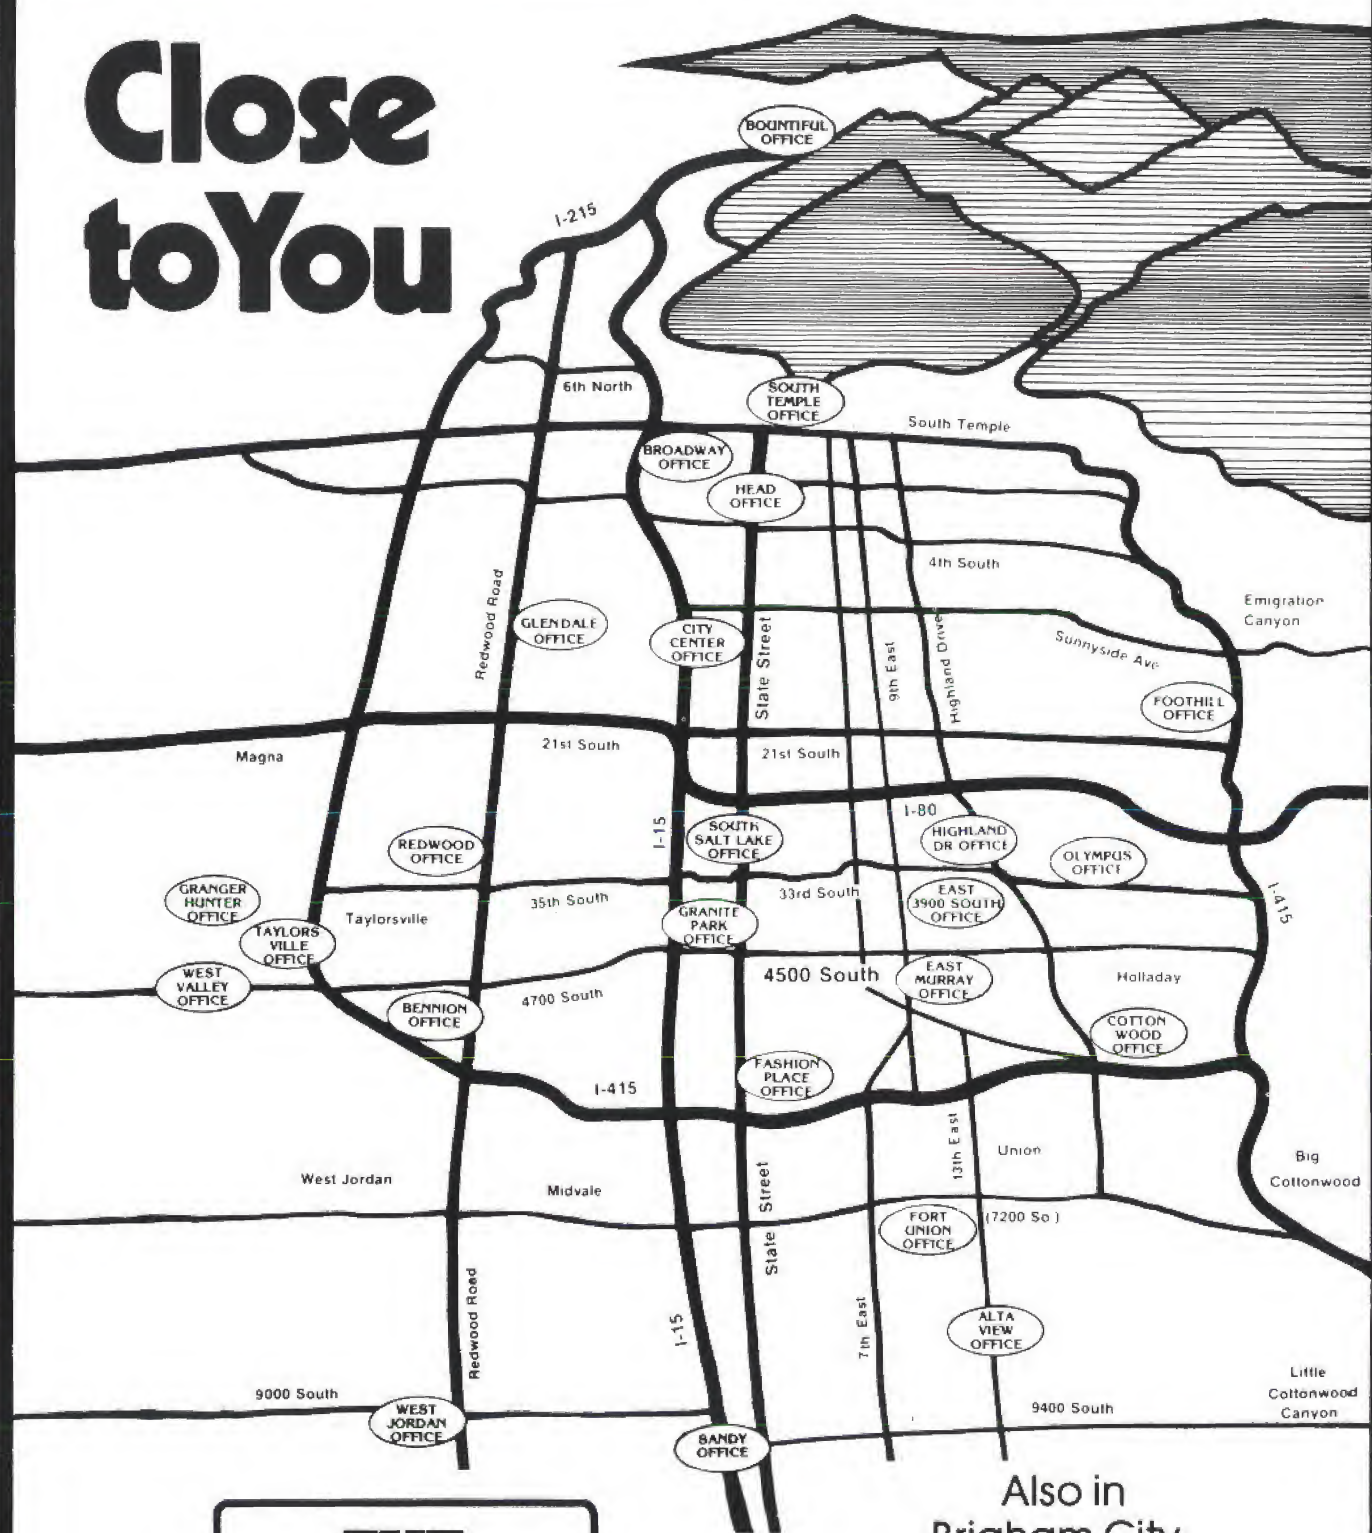 Close
to You
BOUNTIFUL
OFFICE
I-215
6th North
SOUTH
TEMPLE
OFFICE
South Temple
BROADWAY
OFFICE
HEAD
OFFICE
4th South
Redwood Road
GLENDALE
OFFICE
CITY
CENTER
OFFICE
State Street
9th East
Highland Drive
Emigration
Canyon
Sunnyside Ave
FOOTHILL
OFFICE
Magna
21st South
21st South
I-80
I-15
REDWOOD
OFFICE
SOUTH
SALT LAKE
OFFICE
HIGHLAND
DR OFFICE
OLYMPUS
OFFICE
GRANGER
HUNTER
OFFICE
Taylorsville
35th South
33rd South
EAST
3900 SOUTH
OFFICE
I-415
TAYLORS
VILLE
OFFICE
GRANITE
PARK
OFFICE
WEST
VALLEY
OFFICE
4500 South
EAST
MURRAY
OFFICE
Holladay
BENNION
OFFICE
4700 South
COTTON
WOOD
OFFICE
FASHION
PLACE
OFFICE
I-415
13th East
Union
Big
Cottonwood
West Jordan
Midvale
State Street
FORT
UNION
OFFICE
(7200 So)
Redwood Road
I-15
7th East
ALTA
VIEW
OFFICE
9000 South
WEST
JORDAN
OFFICE
Little
Cottonwood
Canyon
9400 South
SANDY
OFFICE
Also in
Brigham City